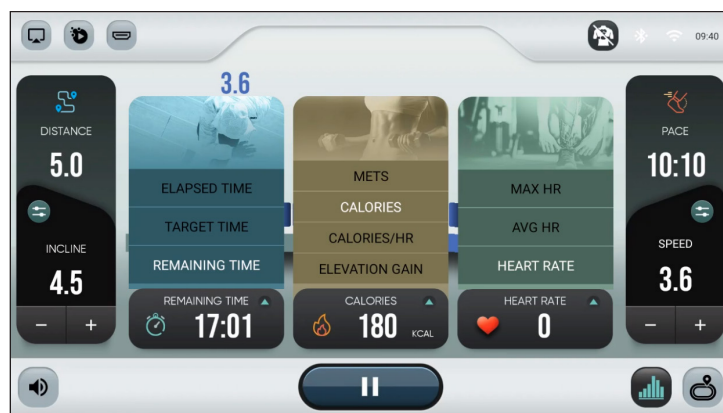 09:40
3.6
DISTANCE
5.0
INCLINE
4.5
− +
ELAPSED TIME
TARGET TIME
REMAINING TIME
REMAINING TIME
17:01
METS
CALORIES
CALORIES/HR
ELEVATION GAIN
CALORIES
180 KCAL
MAX HR
AVG HR
HEART RATE
HEART RATE
0
PACE
10:10
SPEED
3.6
− +